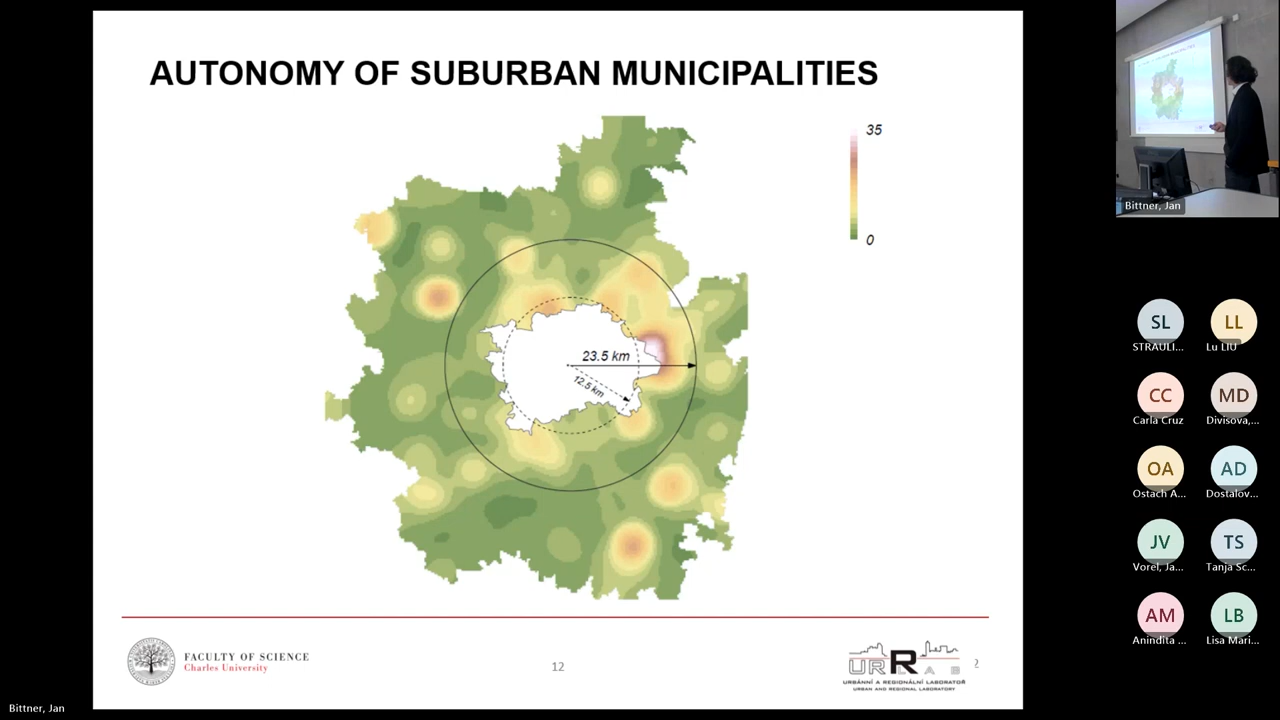 AUTONOMY OF SUBURBAN MUNICIPALITIES
35
0
23.5 km
12.5 km
FACULTY OF SCIENCE
Charles University
12
URRLAB
URBÁNNÍ A REGIONÁLNÍ LABORATOŘ
URBAN AND REGIONAL LABORATORY
2
Bittner, Jan
Bittner, Jan
SL
LL
STRAULI...
Lu LIU
CC
MD
Carla Cruz
Divisova,...
OA
AD
Ostach A...
Dostalov...
JV
TS
Vorel, Ja...
Tanja Sc...
AM
LB
Anindita ...
Lisa Mari...